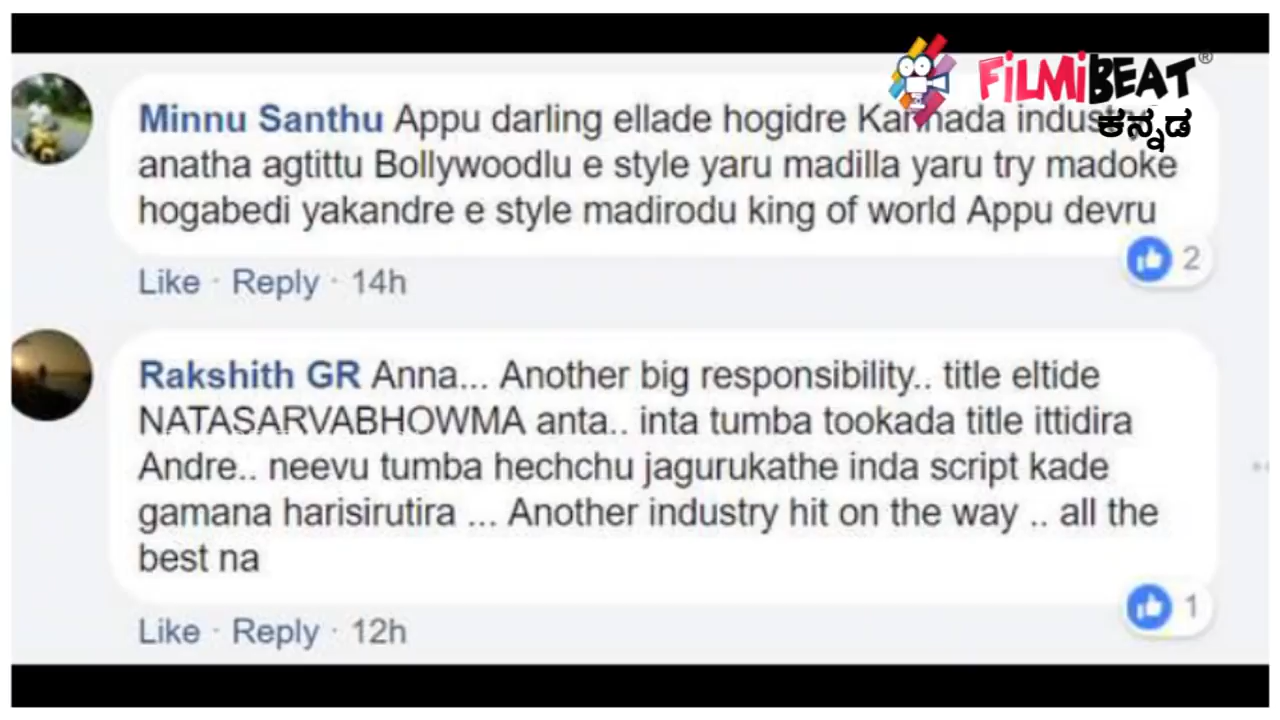 FiLMiBEAT®
ಕನ್ನಡ
Minnu Santhu Appu darling ellade hogidre Kannada industry
anatha agtittu Bollywoodlu e style yaru madilla yaru try madoke
hogabedi yakandre e style madirodu king of world Appu devru
2
Like · Reply · 14h
Rakshith GR Anna... Another big responsibility.. title eltide
NATASARVABHOWMA anta.. inta tumba tookada title ittidira
Andre.. neevu tumba hechchu jagurukathe inda script kade
gamana harisirutira ... Another industry hit on the way .. all the
best na
1
Like · Reply · 12h